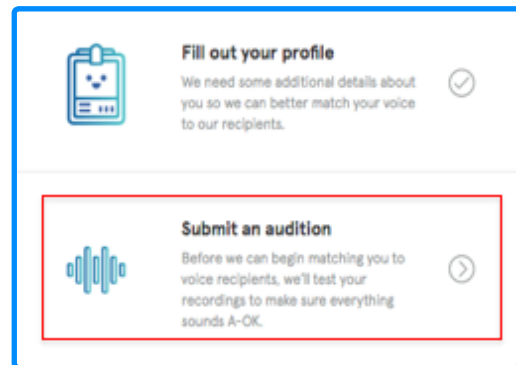 Fill out your profile
We need some additional details about
you so we can better match your voice
to our recipients.
Submit an audition
Before we can begin matching you to
voice recipients, we'll test your
recordings to make sure everything
sounds A-OK.